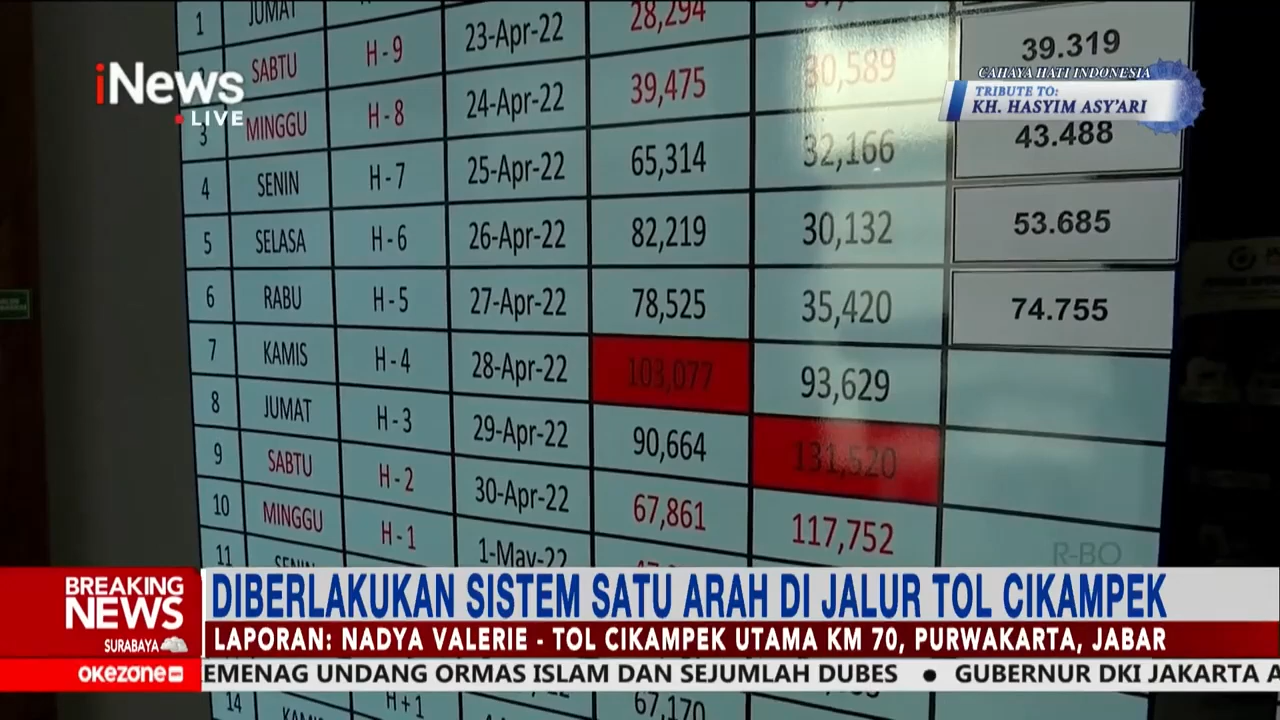 1 JUMAT
SABTU H-9 23-Apr-22 28,294
3 MINGGU H-8 24-Apr-22 39,475 30,589 39.319
4 SENIN H-7 25-Apr-22 65,314 32,166 43.488
5 SELASA H-6 26-Apr-22 82,219 30,132 53.685
6 RABU H-5 27-Apr-22 78,525 35,420 74.755
7 KAMIS H-4 28-Apr-22 103,077 93,629
8 JUMAT H-3 29-Apr-22 90,664 131,520
9 SABTU H-2 30-Apr-22 67,861 117,752
10 MINGGU H-1 1-May-22
11 SENIN
14 KAMIS H+1 67,170
iNews
LIVE
CAHAYA HATI INDONESIA
TRIBUTE TO:
KH. HASYIM ASY'ARI
R-BO
BREAKING NEWS
SURABAYA
DIBERLAKUKAN SISTEM SATU ARAH DI JALUR TOL CIKAMPEK
LAPORAN: NADYA VALERIE - TOL CIKAMPEK UTAMA KM 70, PURWAKARTA, JABAR
okezone
EMENAG UNDANG ORMAS ISLAM DAN SEJUMLAH DUBES • GUBERNUR DKI JAKARTA A